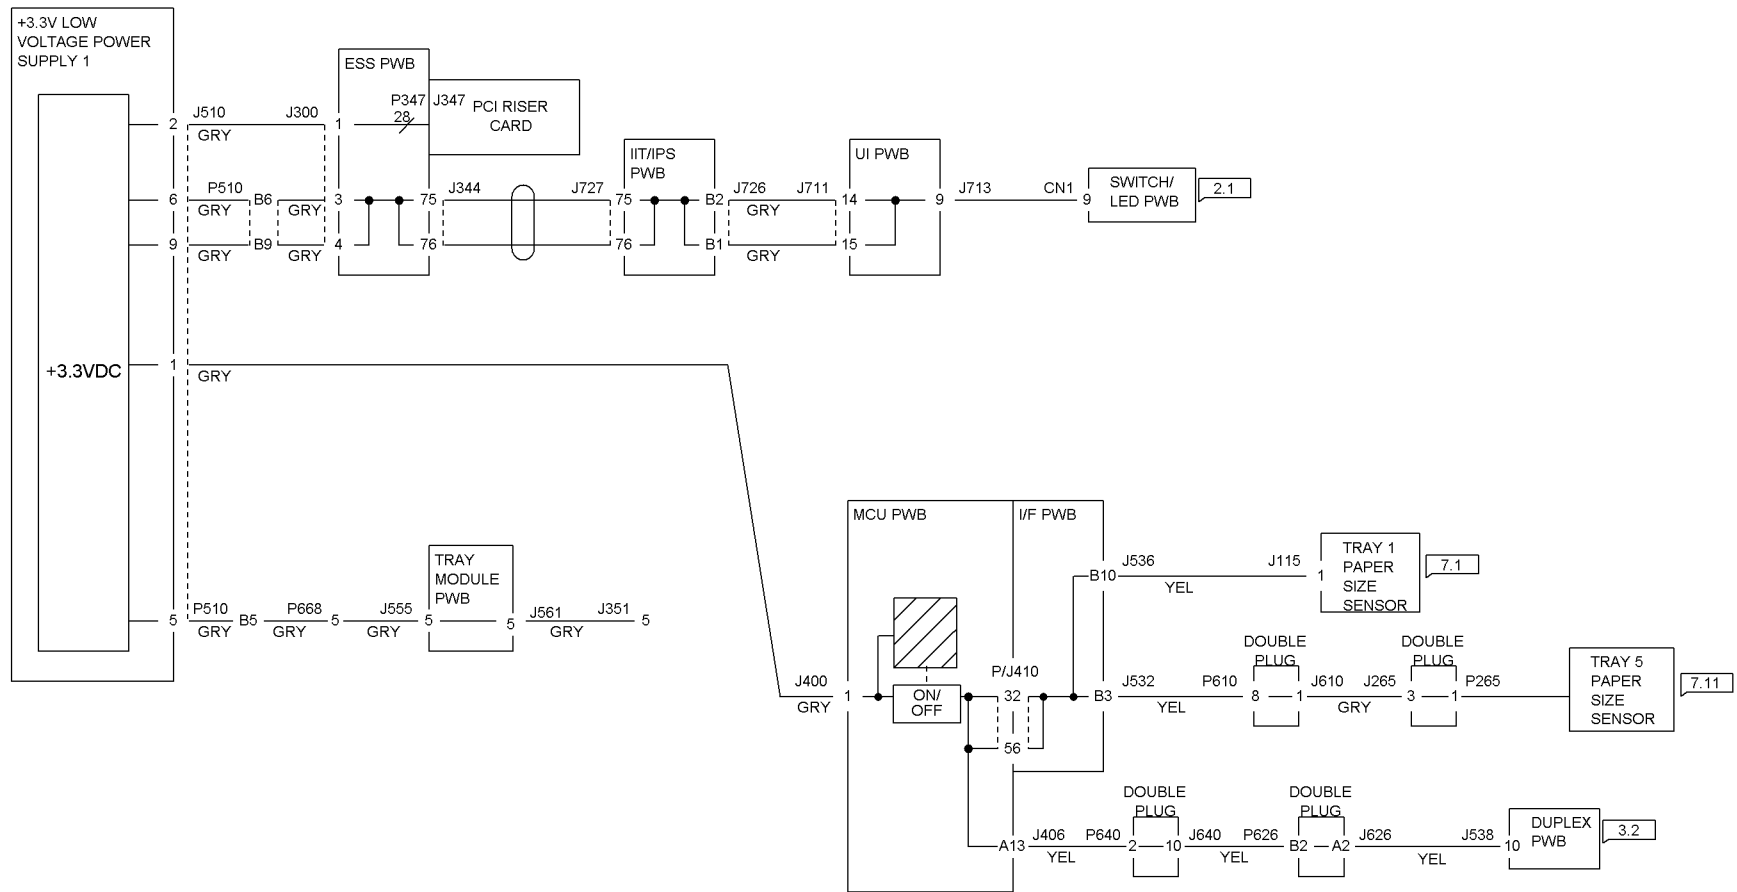 +3.3V LOW
VOLTAGE POWER
SUPPLY 1
ESS PWB
P347 J347
28
PCI RISER
CARD
2 J510 J300 1
GRY
IIT/IPS
PWB
UI PWB
6 P510 B6 3 75 J344 J727 75 B2 J726 J711 14 9 J713 CN1 9
SWITCH/
LED PWB
2.1
GRY GRY GRY
9 B9 4 76 76 B1 15
GRY GRY GRY
+3.3VDC
1
GRY
MCU PWB I/F PWB
TRAY
MODULE
PWB
5 P510 B5 P668 5 J555 5 5 J561 J351 5
GRY GRY GRY GRY
B10 J536 J115 1
YEL
TRAY 1
PAPER
SIZE
SENSOR
7.1
J400 1
GRY
ON/
OFF
P/J410
32 B3 J532 P610 8 1 J610 J265 3 1 P265
YEL GRY
DOUBLE
PLUG
DOUBLE
PLUG
TRAY 5
PAPER
SIZE
SENSOR
7.11
56
DOUBLE
PLUG
DOUBLE
PLUG
A13 J406 P640 2 10 J640 P626 B2 A2 J626 J538 10
YEL YEL YEL
DUPLEX
PWB
3.2